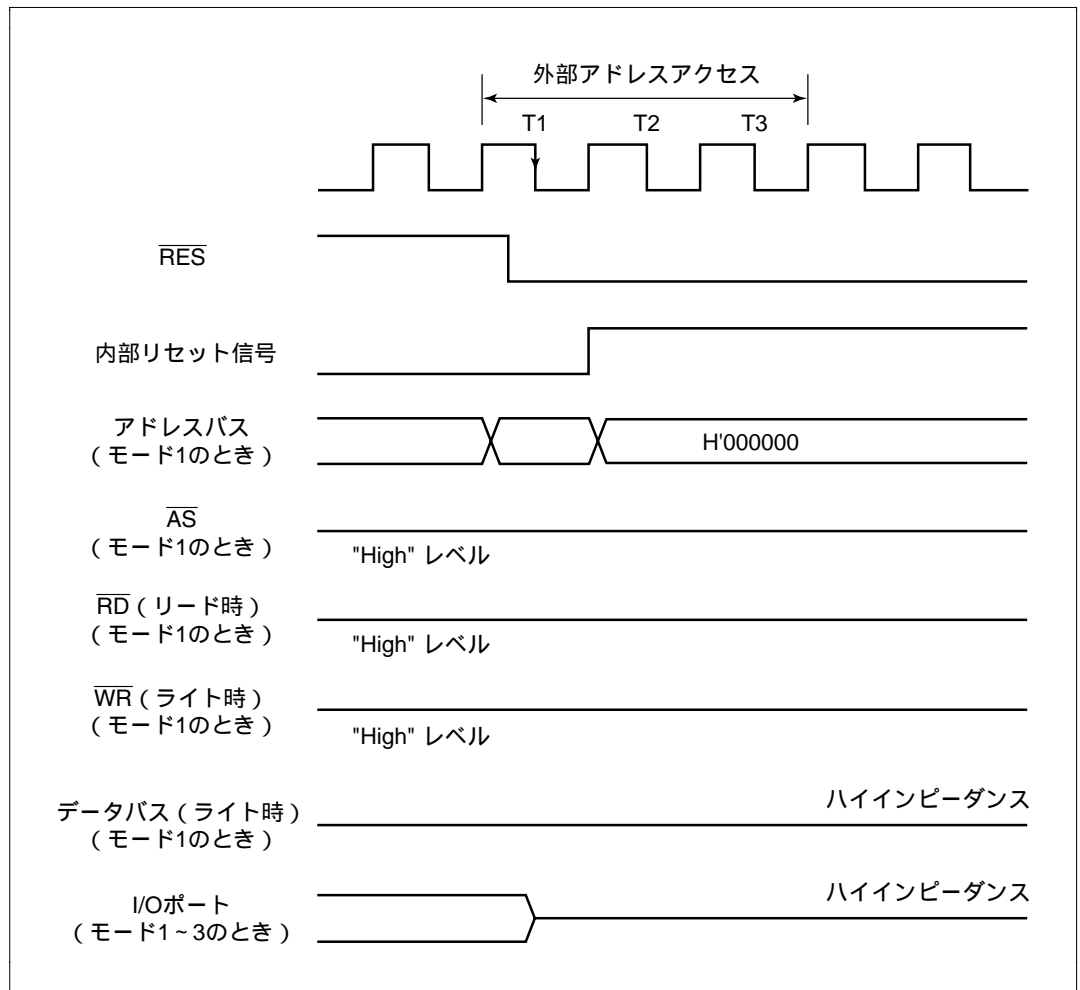 外部アドレスアクセス
T1 T2 T3
RES
内部リセット信号
アドレスバス
(モード1のとき)
H'000000
AS
(モード1のとき)
"High" レベル
RD(リード時)
(モード1のとき)
"High" レベル
WR(ライト時)
(モード1のとき)
"High" レベル
データバス(ライト時)
(モード1のとき)
ハイインピーダンス
I/Oポート
(モード1~3のとき)
ハイインピーダンス